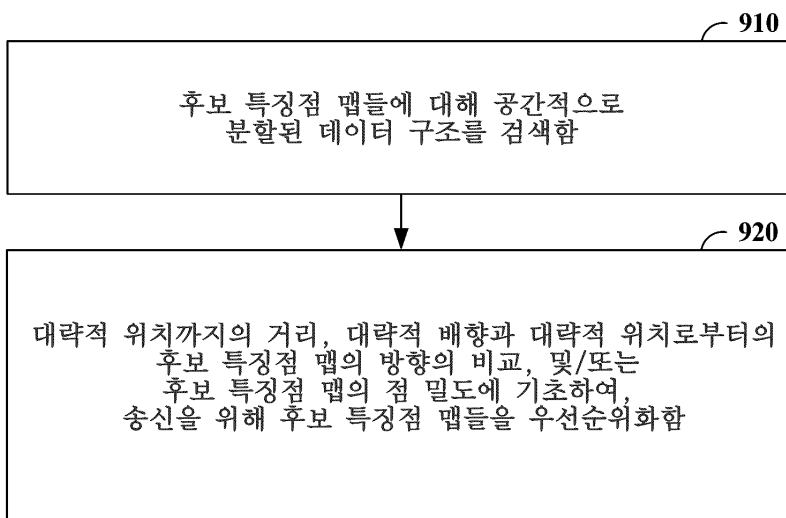 910
후보 특징점 맵들에 대해 공간적으로
분할된 데이터 구조를 검색함
920
대략적 위치까지의 거리, 대략적 배향과 대략적 위치로부터의
후보 특징점 맵의 방향의 비교, 및/또는
후보 특징점 맵의 점 밀도에 기초하여,
송신을 위해 후보 특징점 맵들을 우선순위화함